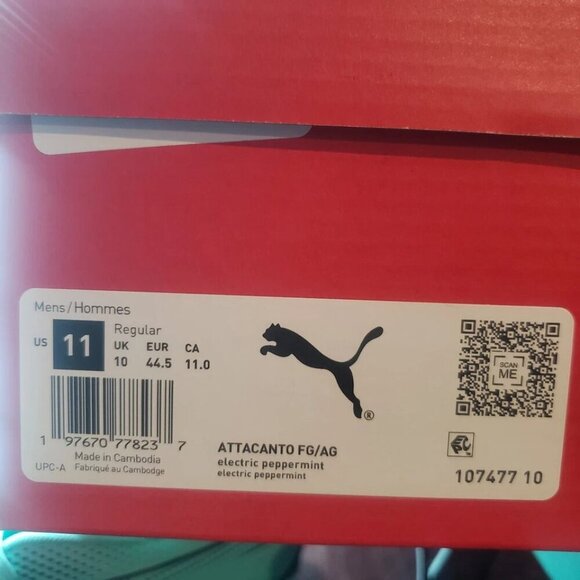 Mens/Hommes
US 11
Regular
UK EUR CA
10 44.5 11.0
1 97670 77823 7
UPC-A
Made in Cambodia
Fabriqué au Cambodge
®
ATTACANTO FG/AG
electric peppermint
electric peppermint
SCAN
ME
107477 10